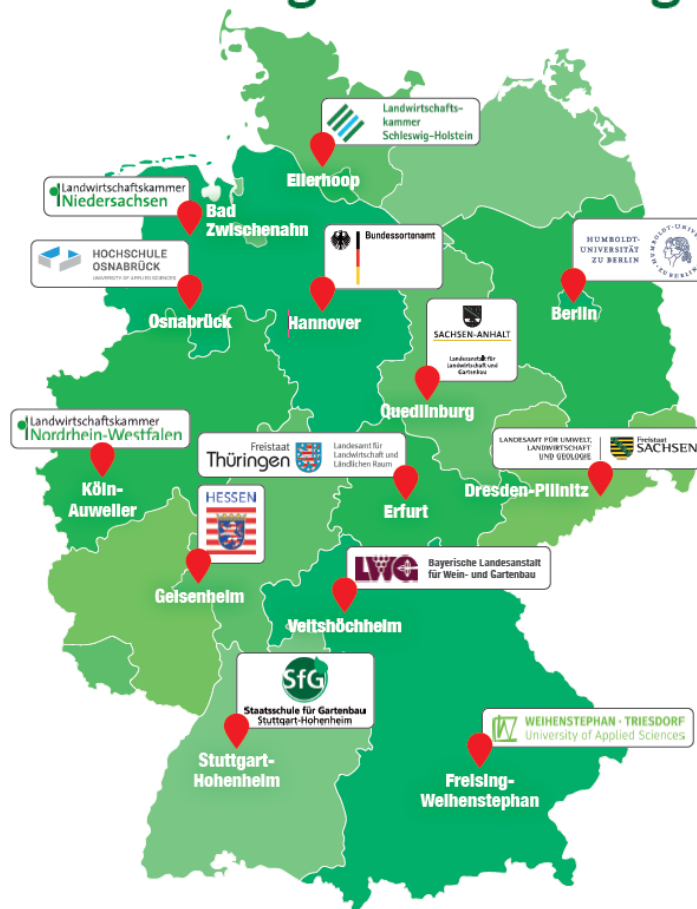 Landwirtschafts-
kammer
Schleswig-Holstein
Ellerhoop
Landwirtschaftskammer
Niedersachsen
Bad
Zwischenahn
HOCHSCHULE
OSNABRÜCK
UNIVERSITY OF APPLIED SCIENCES
Osnabrück
Bundessortenamt
Hannover
HUMBOLDT-
UNIVERSITÄT
ZU BERLIN
Berlin
SACHSEN-ANHALT
Landesanstalt für
Landwirtschaft und
Gartenbau
Quedlinburg
Landwirtschaftskammer
Nordrhein-Westfalen
Köln-
Auweiler
Freistaat
Thüringen
Landesamt für
Landwirtschaft und
Ländlichen Raum
Erfurt
LANDESAMT FÜR UMWELT,
LANDWIRTSCHAFT
UND GEOLOGIE
Freistaat
SACHSEN
Dresden-Pillnitz
HESSEN
Geisenheim
LWG
Bayerische Landesanstalt
für Wein- und Gartenbau
Veitshöchheim
SfG
Staatsschule für Gartenbau
Stuttgart-Hohenheim
Stuttgart-
Hohenheim
WEIHENSTEPHAN · TRIESDORF
University of Applied Sciences
Freising-
Weihenstephan